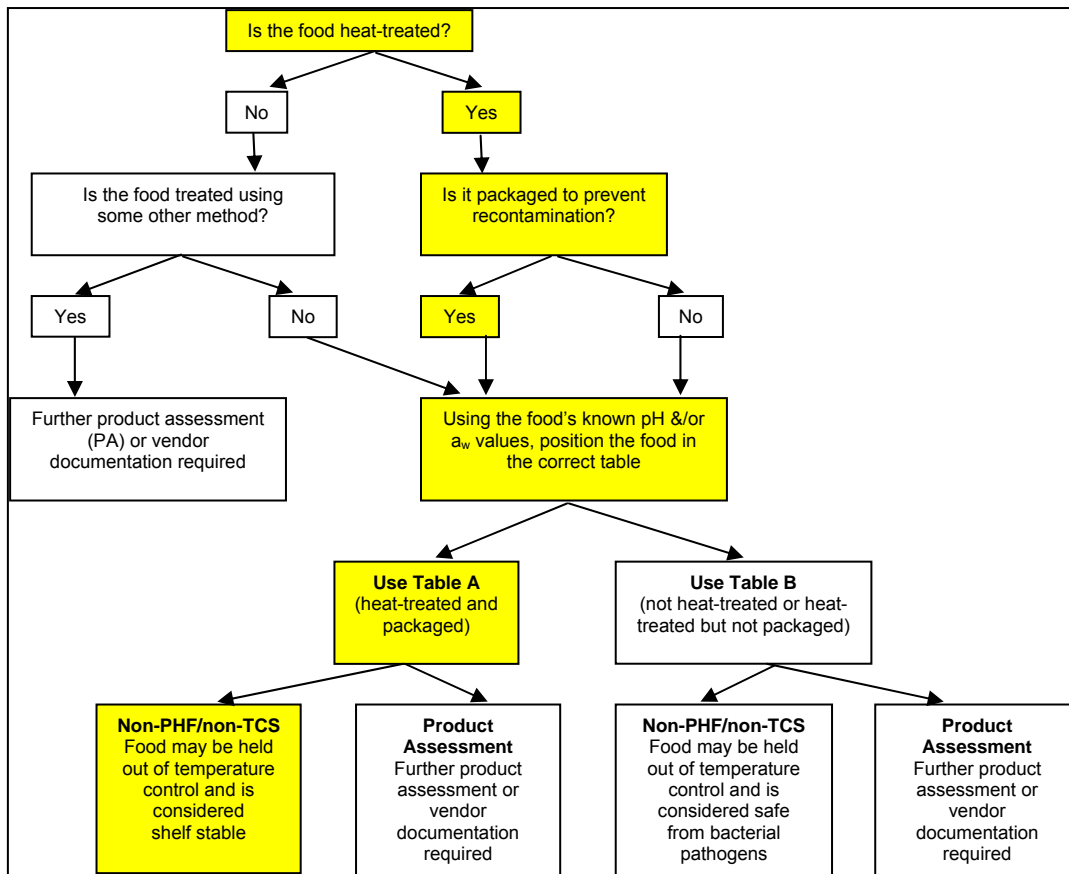 Is the food heat-treated?
No
Yes
Is the food treated using
some other method?
Is it packaged to prevent
recontamination?
Yes
No
Yes
No
Further product assessment
(PA) or vendor
documentation required
Using the food's known pH &/or
aw values, position the food in
the correct table
Use Table A
(heat-treated and
packaged)
Use Table B
(not heat-treated or heat-
treated but not packaged)
Non-PHF/non-TCS
Food may be held
out of temperature
control and is
considered
shelf stable
Product
Assessment
Further product
assessment or
vendor
documentation
required
Non-PHF/non-TCS
Food may be held
out of temperature
control and is
considered safe
from bacterial
pathogens
Product
Assessment
Further product
assessment or
vendor
documentation
required